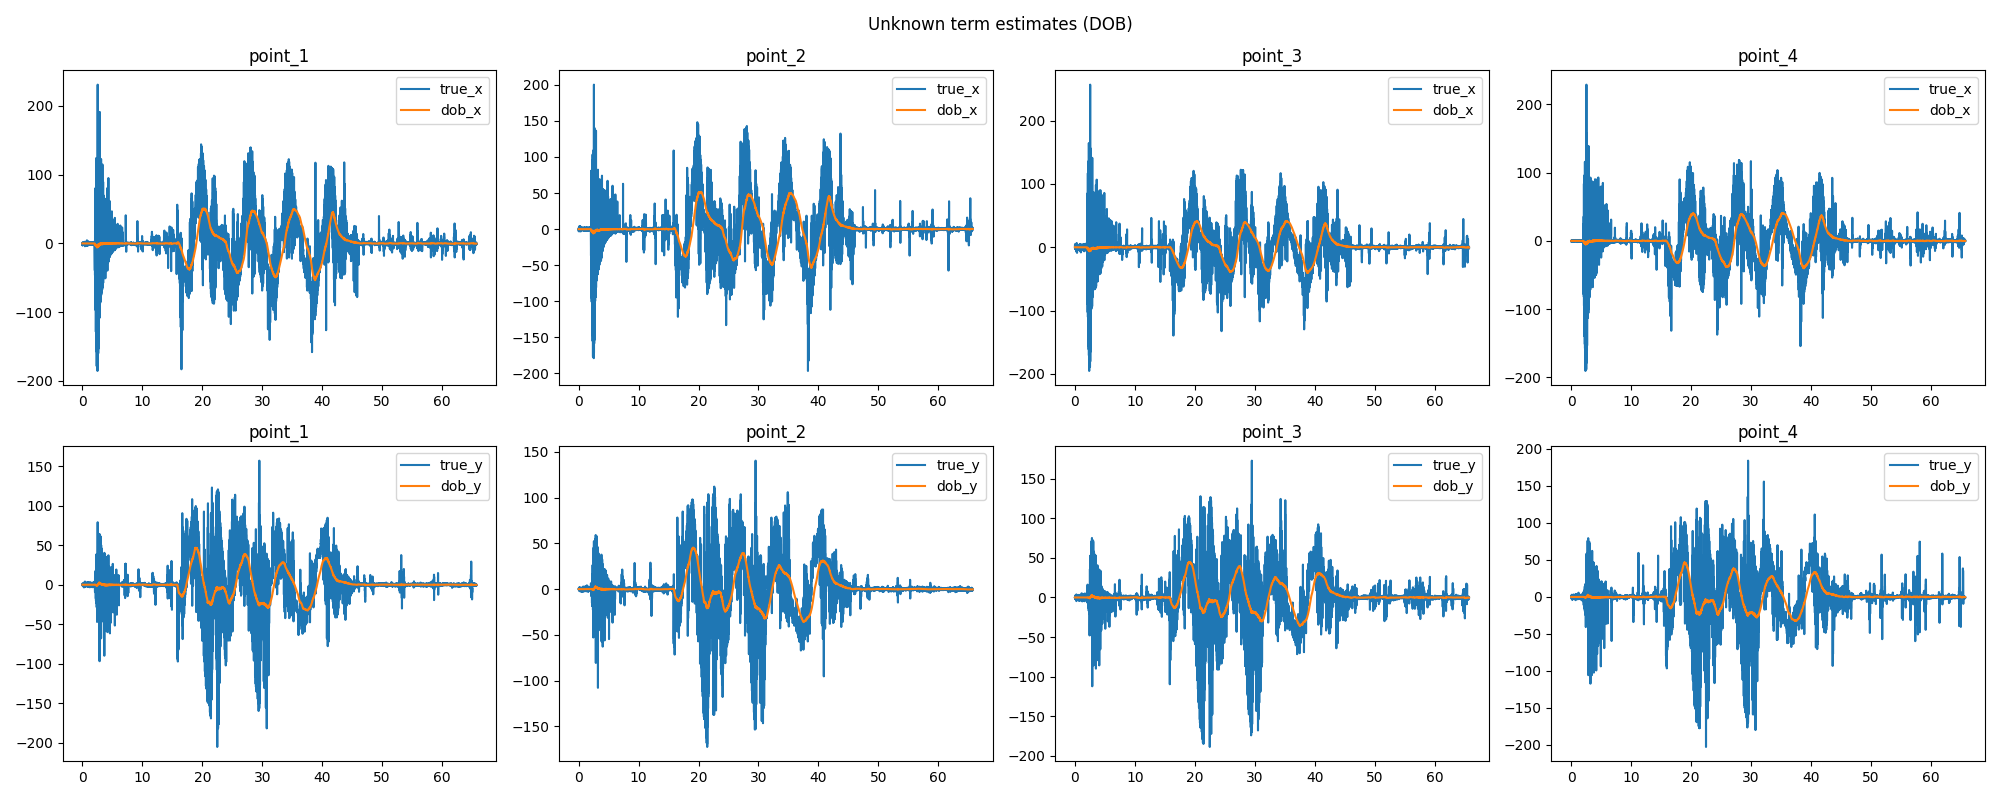 Unknown term estimates (DOB)
point_1 point_2 point_3 point_4
true_x true_x true_x true_x
dob_x dob_x dob_x dob_x
200 200 200 200
150
100 100 100 100
50
0 0 0 0
−50
−100 −100 −100 −100
−150
−200 −200 −200 −200
0 10 20 30 40 50 60 0 10 20 30 40 50 60 0 10 20 30 40 50 60 0 10 20 30 40 50 60
point_1 point_2 point_3 point_4
true_y true_y true_y true_y
dob_y dob_y dob_y dob_y
150 150 150 200
100 100 100 150
50 50 50 100
0 0 0 50
−50 −50 −50 0
−100 −100 −100 −50
−150 −150 −150 −100
−200 −200 −150
−200
0 10 20 30 40 50 60 0 10 20 30 40 50 60 0 10 20 30 40 50 60 0 10 20 30 40 50 60